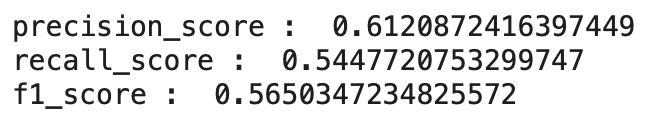 precision_score :  0.6120872416397449
recall_score :  0.5447720753299747
f1_score :  0.5650347234825572